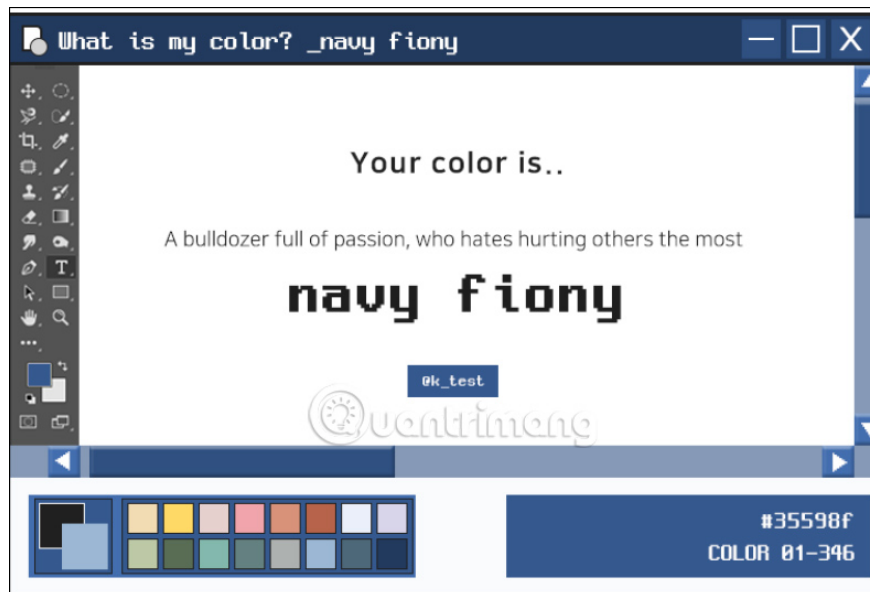 What is my color? _navy fiony
Your color is..
A bulldozer full of passion, who hates hurting others the most
navy fiony
@k_test
Quantrimang
#35598f
COLOR 01-346